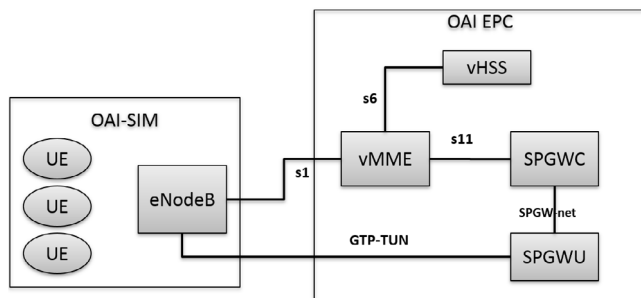 OAI EPC
vHSS
s6
OAI-SIM
UE
UE
UE
eNodeB
s1
vMME
s11
SPGWC
SPGW-net
GTP-TUN
SPGWU